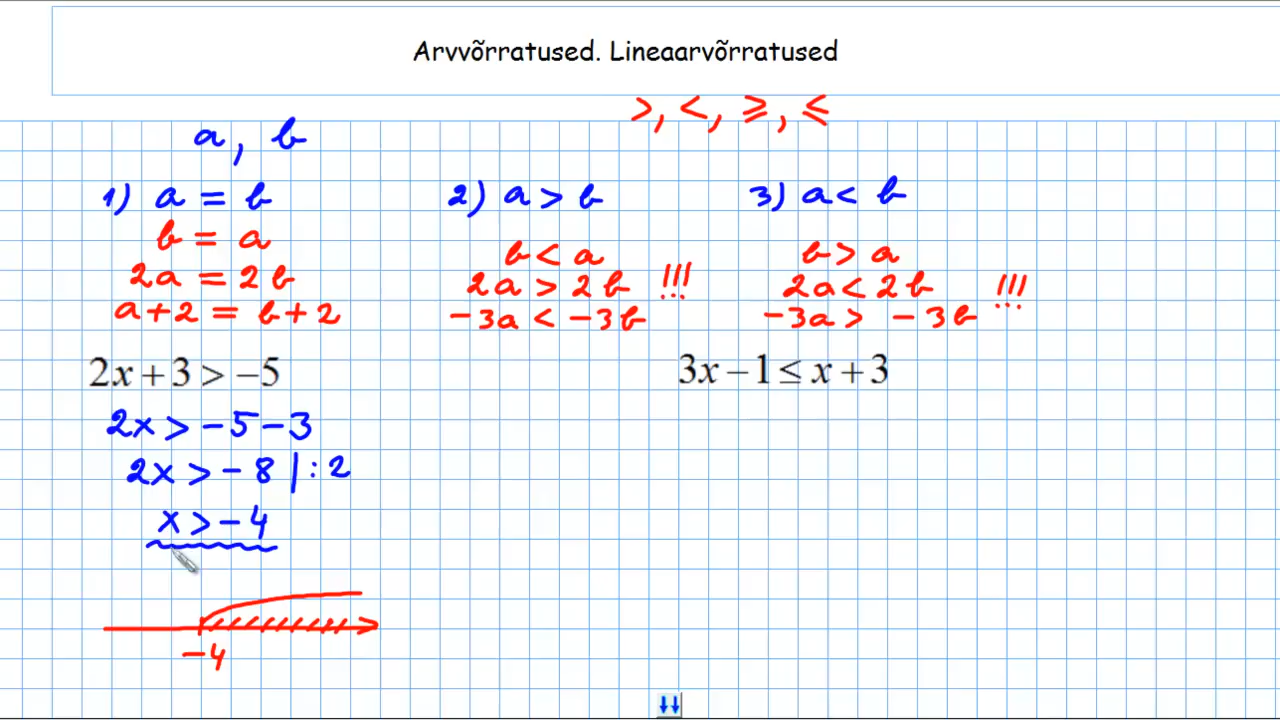 Arvvõrratused. Lineaarvõrratused
>, <, ≥, ≤
a, b
1) a = b
b = a
2a = 2b
a+2 = b+2
2) a > b
b < a
2a > 2b !!!
-3a < -3b
3) a < b
b > a
2a < 2b !!!
-3a > -3b
2x + 3 > -5
2x > -5 - 3
2x > -8 | : 2
x > -4
-4
3x - 1 ≤ x + 3